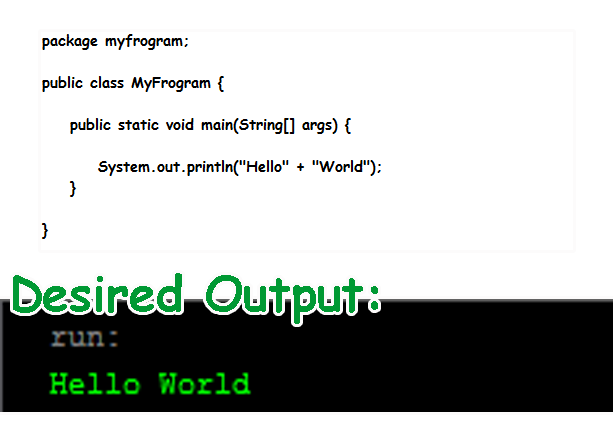 package myfrogram;
public class MyFrogram {
public static void main(String[] args) {
System.out.println("Hello" + "World");
}
}
Desired Output:
run:
Hello World